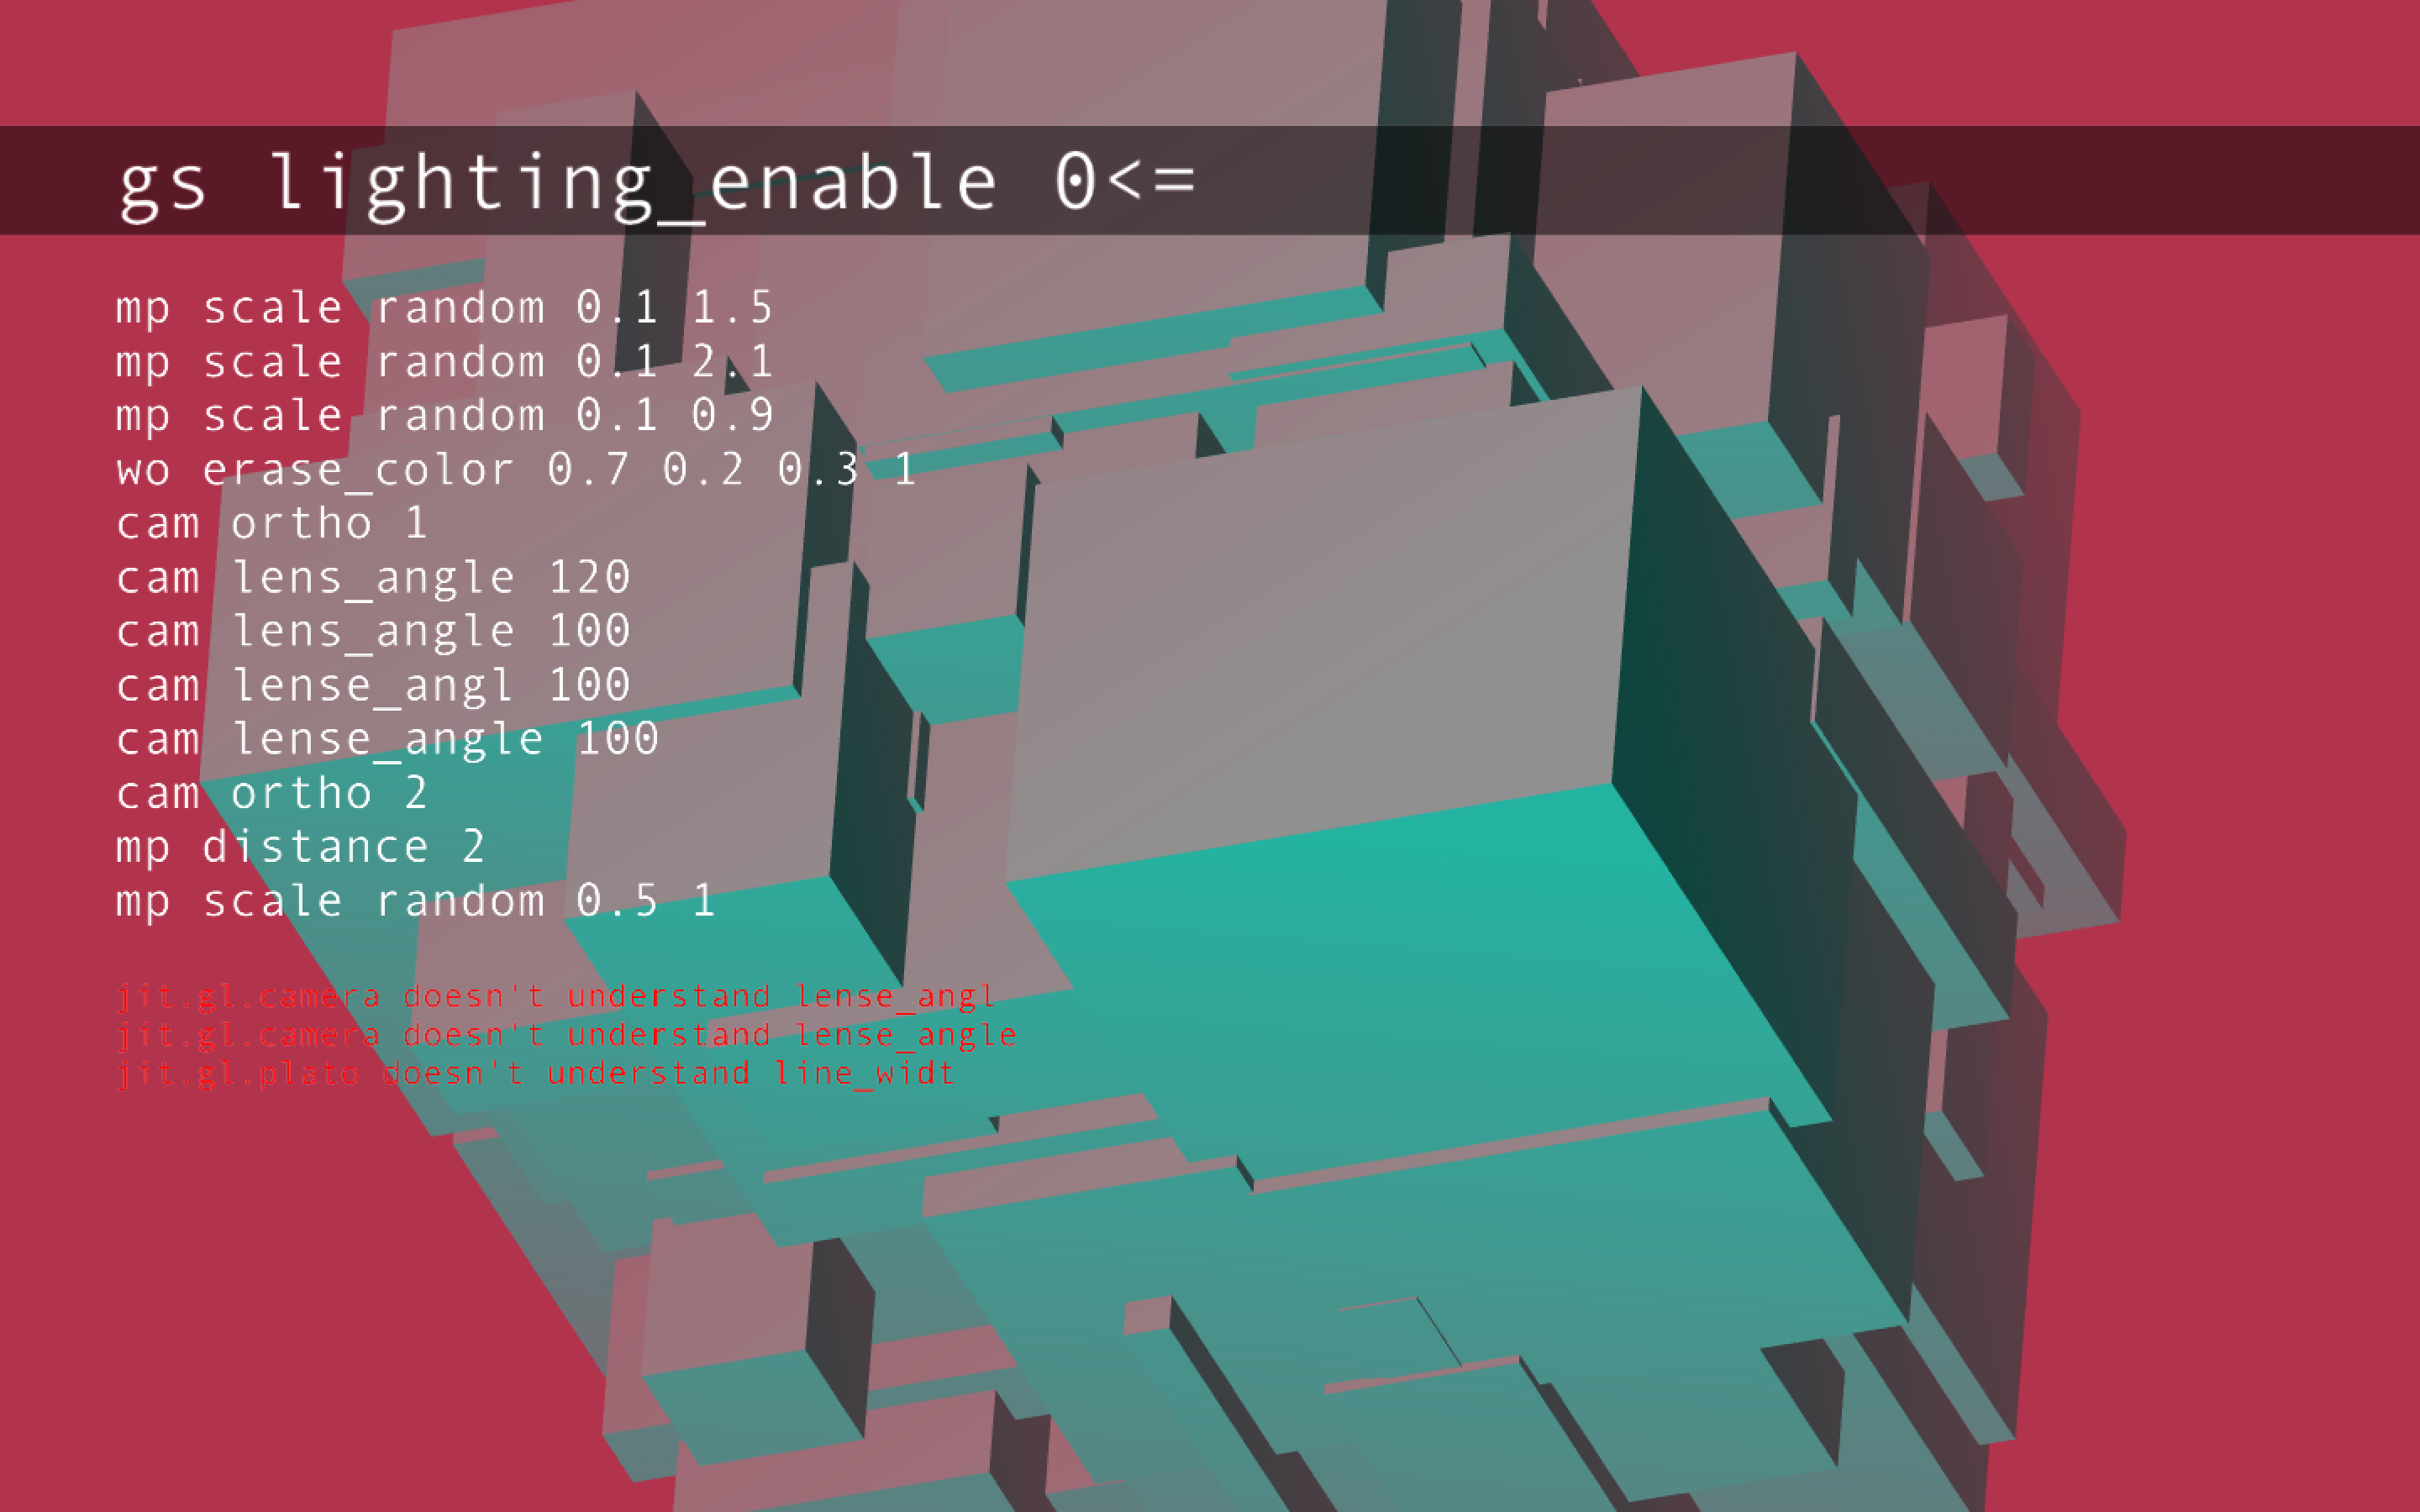 gs lighting_enable 0<=
mp scale random 0.1 1.5
mp scale random 0.1 2.1
mp scale random 0.1 0.9
wo erase_color 0.7 0.2 0.3 1
cam ortho 1
cam lens_angle 120
cam lens_angle 100
cam lense_angl 100
cam lense_angle 100
cam ortho 2
mp distance 2
mp scale random 0.5 1
jit.gl.camera doesn't understand lense_angl
jit.gl.camera doesn't understand lense_angle
jit.gl.plato doesn't understand line_widt